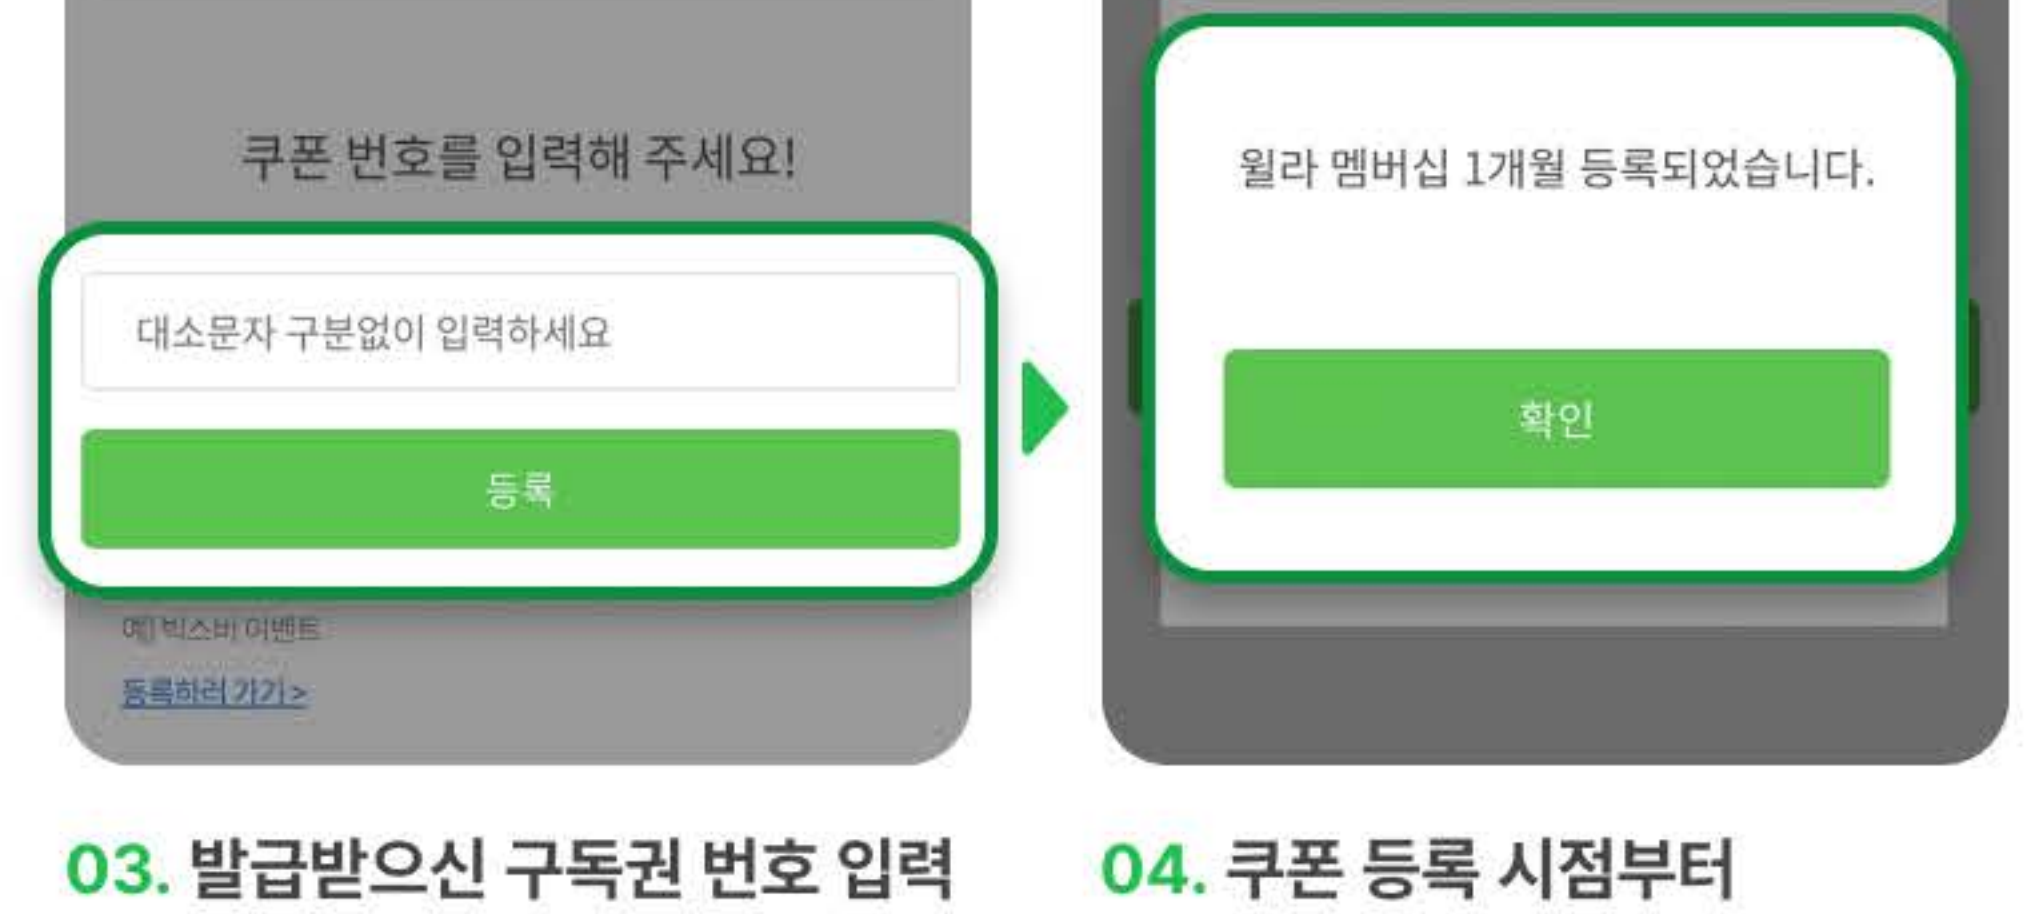 쿠폰 번호를 입력해 주세요!
대소문자 구분없이 입력하세요
등록
예) 빅스비 이벤트
등록하러 가기 >
03. 발급받으신 구독권 번호 입력
윌라 멤버십 1개월 등록되었습니다.
확인
04. 쿠폰 등록 시점부터